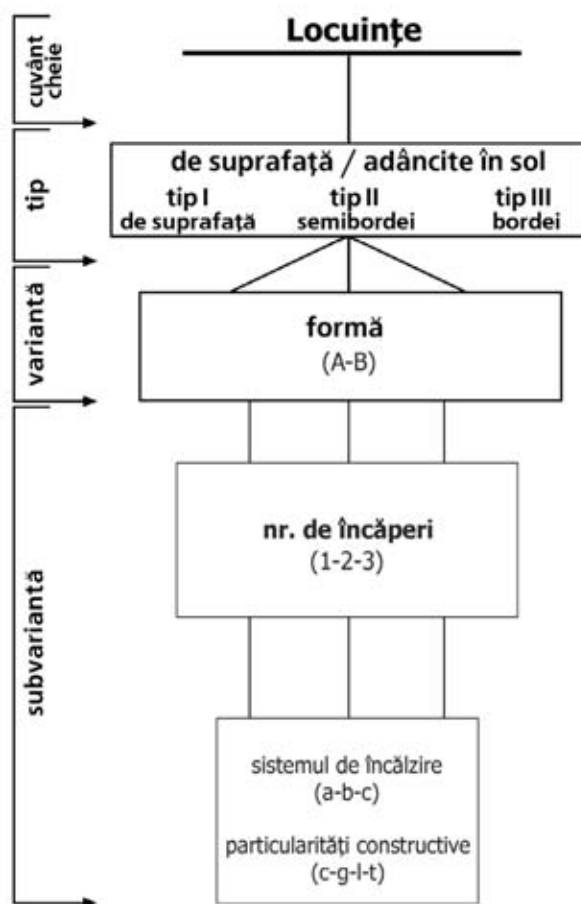 cuvânt
cheie
Locuințe
tip
de suprafață / adâncite în sol
tip I
de suprafață
tip II
semibordei
tip III
bordei
variantă
formă
(A-B)
subvariantă
nr. de încăperi
(1-2-3)
sistemul de încălzire
(a-b-c)
particularități constructive
(c-g-l-t)